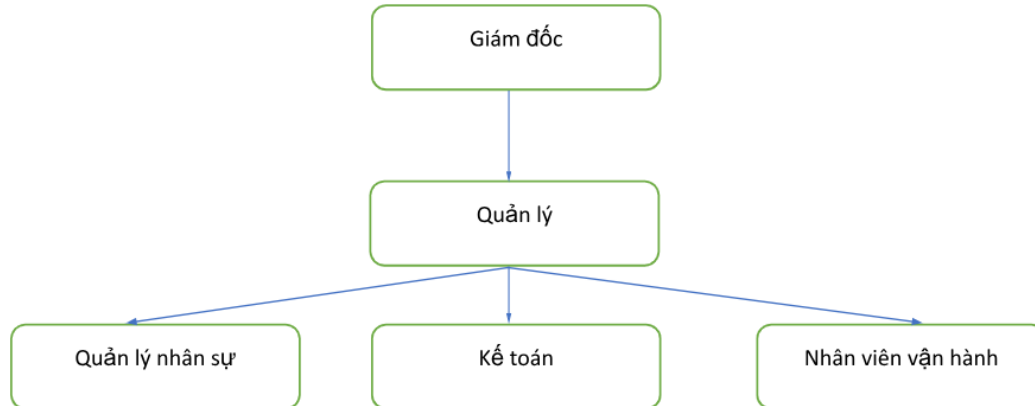 Giám đốc
Quản lý
Quản lý nhân sự
Kế toán
Nhân viên vận hành